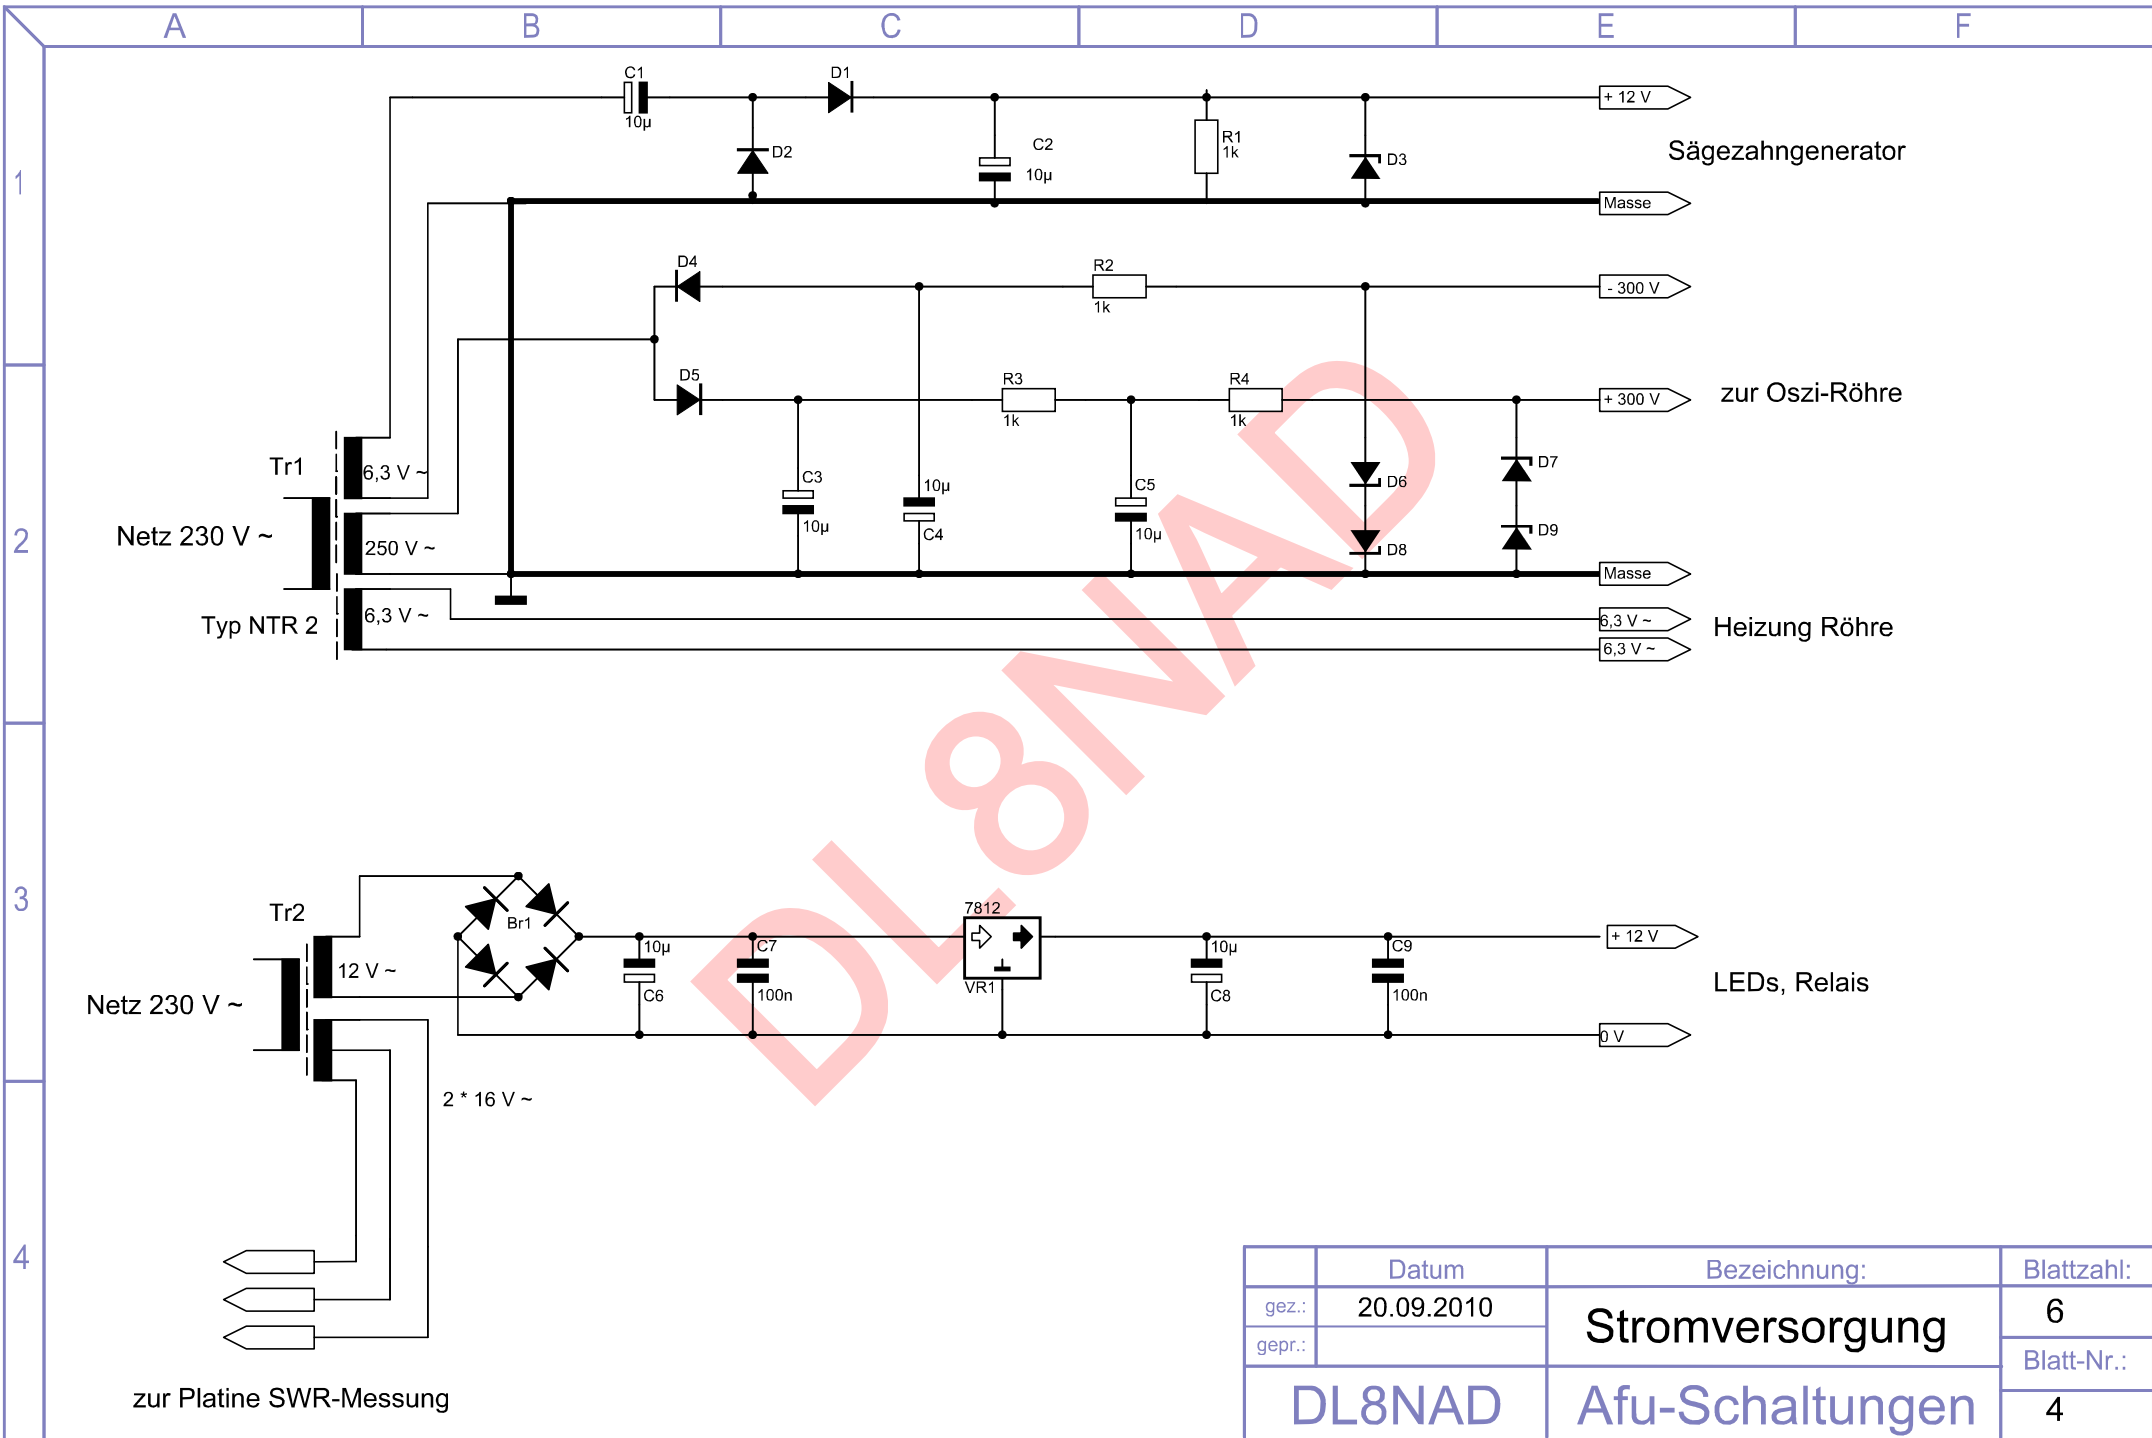 A B C D E F
1
2
3
4
C1
10µ
D1
D2
C2
10µ
R1
1k
D3
+ 12 V
Sägezahngenerator
Masse
D4
R2
1k
- 300 V
D5
R3
1k
R4
1k
+ 300 V
zur Oszi-Röhre
Tr1
6,3 V ~
Netz 230 V ~
250 V ~
Typ NTR 2
6,3 V ~
C3
10µ
10µ
C4
C5
10µ
D6
D8
D7
D9
Masse
6,3 V ~
6,3 V ~
Heizung Röhre
DL8NAD
Tr2
12 V ~
Netz 230 V ~
2 * 16 V ~
Br1
10µ
C6
C7
100n
7812
VR1
10µ
C8
C9
100n
+ 12 V
LEDs, Relais
0 V
zur Platine SWR-Messung
Datum
Bezeichnung:
Blattzahl:
gez.:
20.09.2010
Stromversorgung
6
gepr.:
Blatt-Nr.:
DL8NAD
Afu-Schaltungen
4